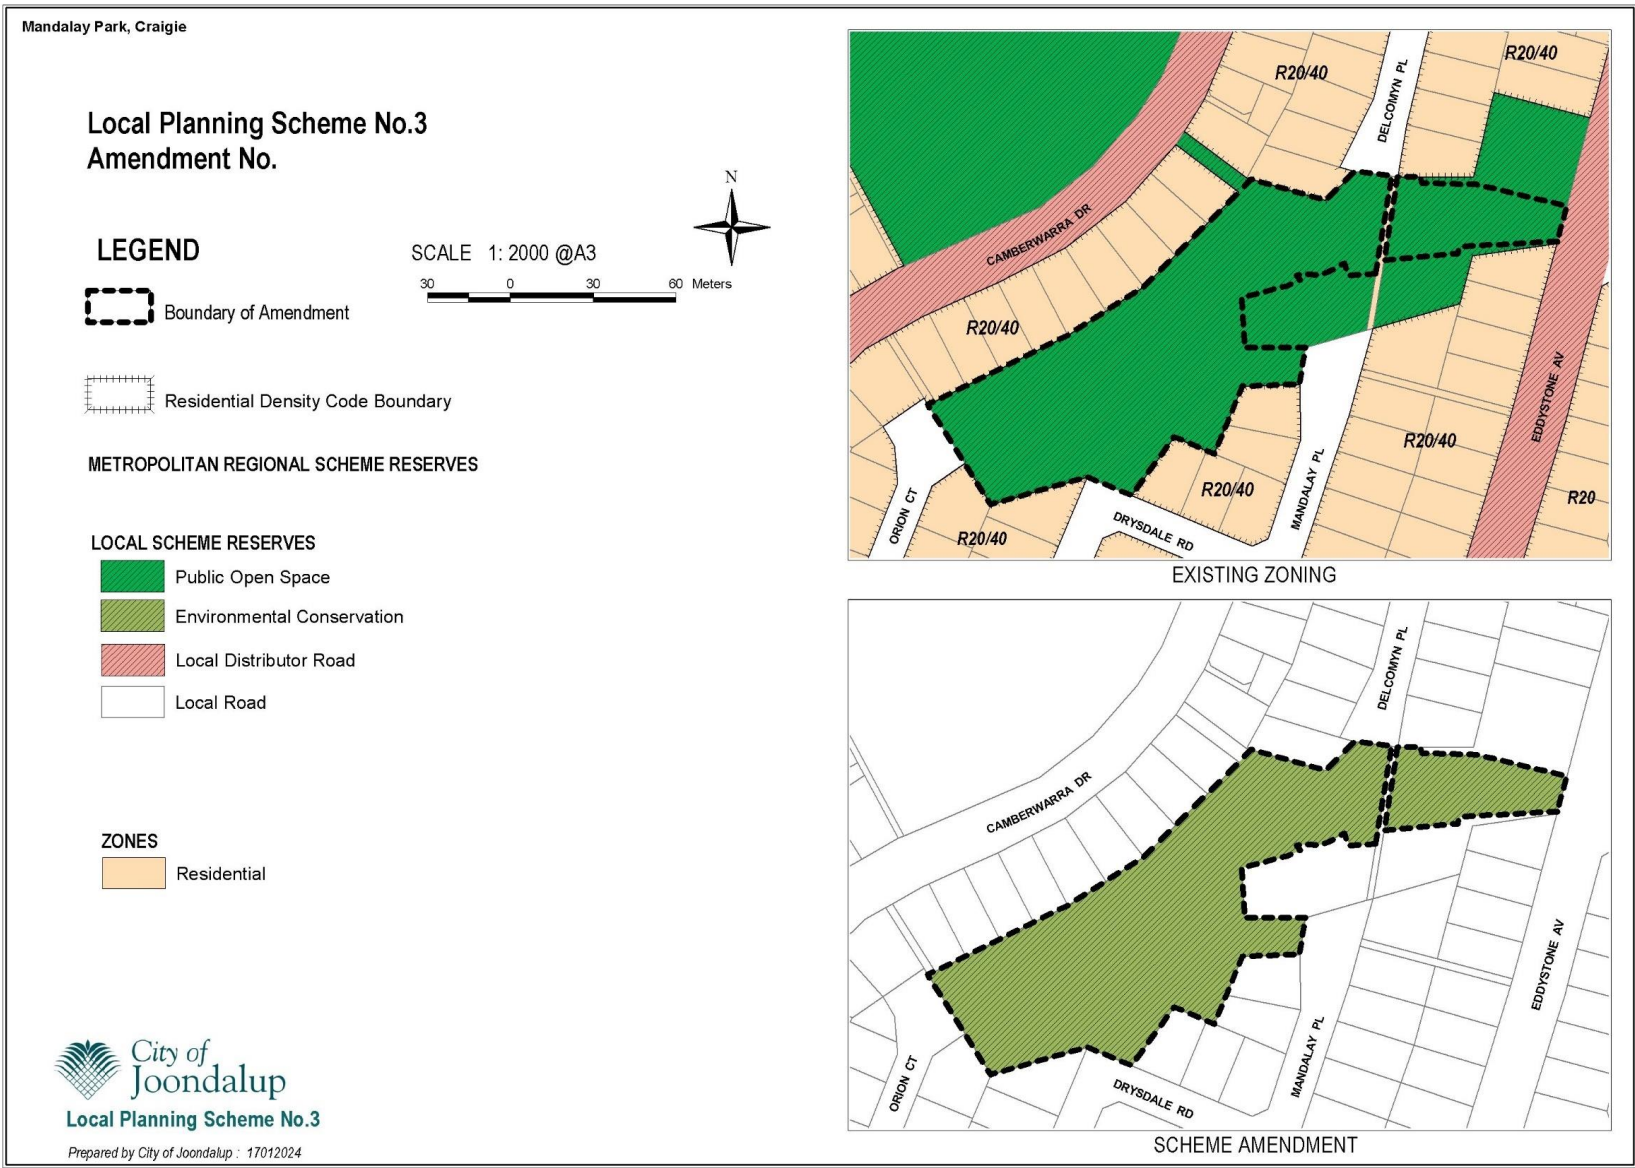 Mandalay Park, Craigie
Local Planning Scheme No.3
Amendment No.
LEGEND
Boundary of Amendment
Residential Density Code Boundary
METROPOLITAN REGIONAL SCHEME RESERVES
LOCAL SCHEME RESERVES
Public Open Space
Environmental Conservation
Local Distributor Road
Local Road
ZONES
Residential
SCALE 1: 2000 @A3
30 0 30 60 Meters
N
City of
Joondalup
Local Planning Scheme No.3
Prepared by City of Joondalup : 17012024
R20/40
R20/40
DELCOMYN PL
CAMBERWARRA DR
R20/40
EDDYSTONE AV
R20/40
R20/40
R20
MANDALAY PL
ORION CT
DRYSDALE RD
R20/40
EXISTING ZONING
DELCOMYN PL
CAMBERWARRA DR
EDDYSTONE AV
MANDALAY PL
ORION CT
DRYSDALE RD
SCHEME AMENDMENT